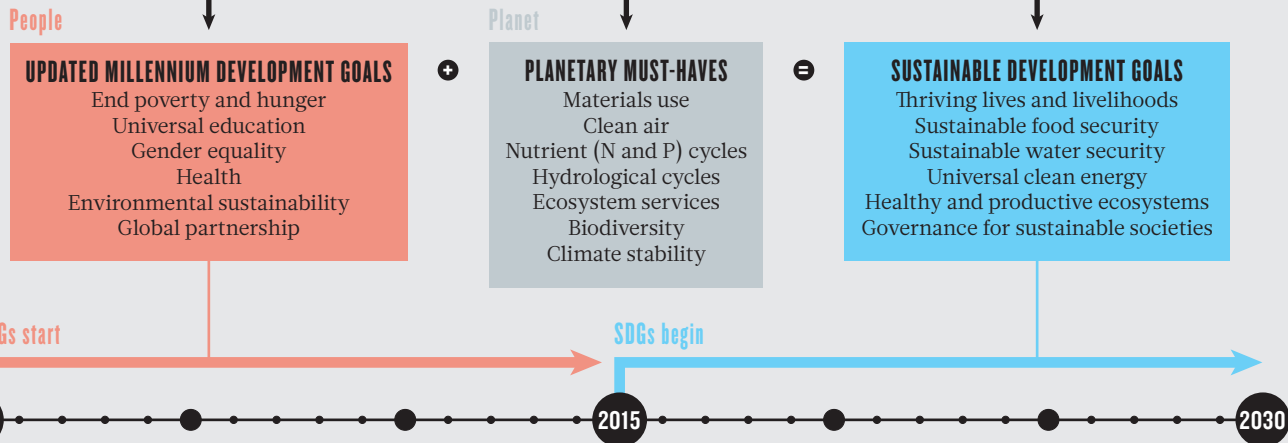 People
Planet
UPDATED MILLENNIUM DEVELOPMENT GOALS
End poverty and hunger
Universal education
Gender equality
Health
Environmental sustainability
Global partnership
+
PLANETARY MUST-HAVES
Materials use
Clean air
Nutrient (N and P) cycles
Hydrological cycles
Ecosystem services
Biodiversity
Climate stability
=
SUSTAINABLE DEVELOPMENT GOALS
Thriving lives and livelihoods
Sustainable food security
Sustainable water security
Universal clean energy
Healthy and productive ecosystems
Governance for sustainable societies
Gs start
SDGs begin
2015
2030